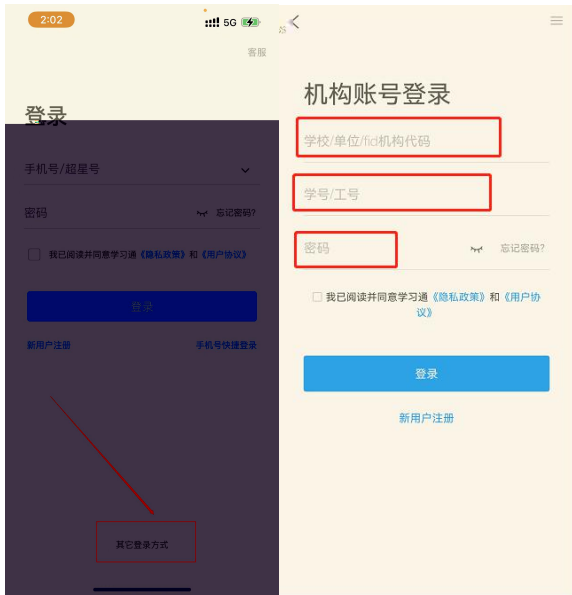 2:02
5G
客服
登录
手机号/超星号
密码
忘记密码?
我已阅读并同意学习通《隐私政策》和《用户协议》
登录
新用户注册
手机号快捷登录
其它登录方式
机构账号登录
学校/单位/fid机构代码
学号/工号
密码
忘记密码?
我已阅读并同意学习通《隐私政策》和《用户协
议》
登录
新用户注册